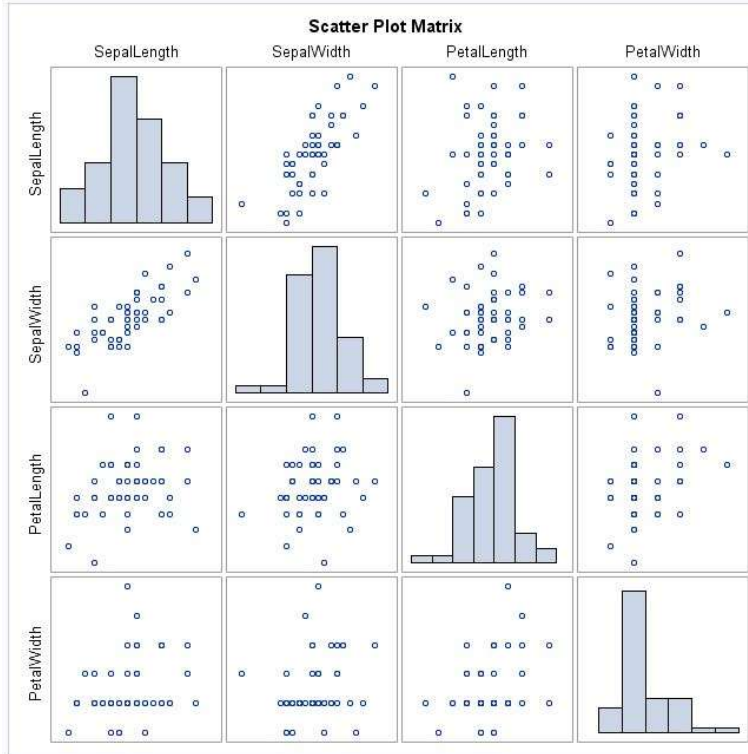 Scatter Plot Matrix
SepalLength SepalWidth PetalLength PetalWidth
SepalLength
SepalWidth
PetalLength
PetalWidth